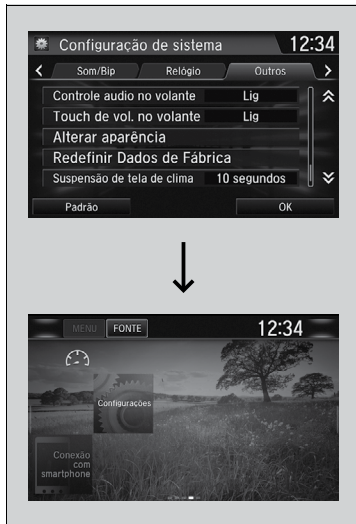 Configuração de sistema 12:34
Som/Bip Relógio Outros
Controle audio no volante Lig
Touch de vol. no volante Lig
Alterar aparência
Redefinir Dados de Fábrica
Suspensão de tela de clima 10 segundos
Padrão OK
MENU FONTE 12:34
Configurações
Conexão
com
smartphone